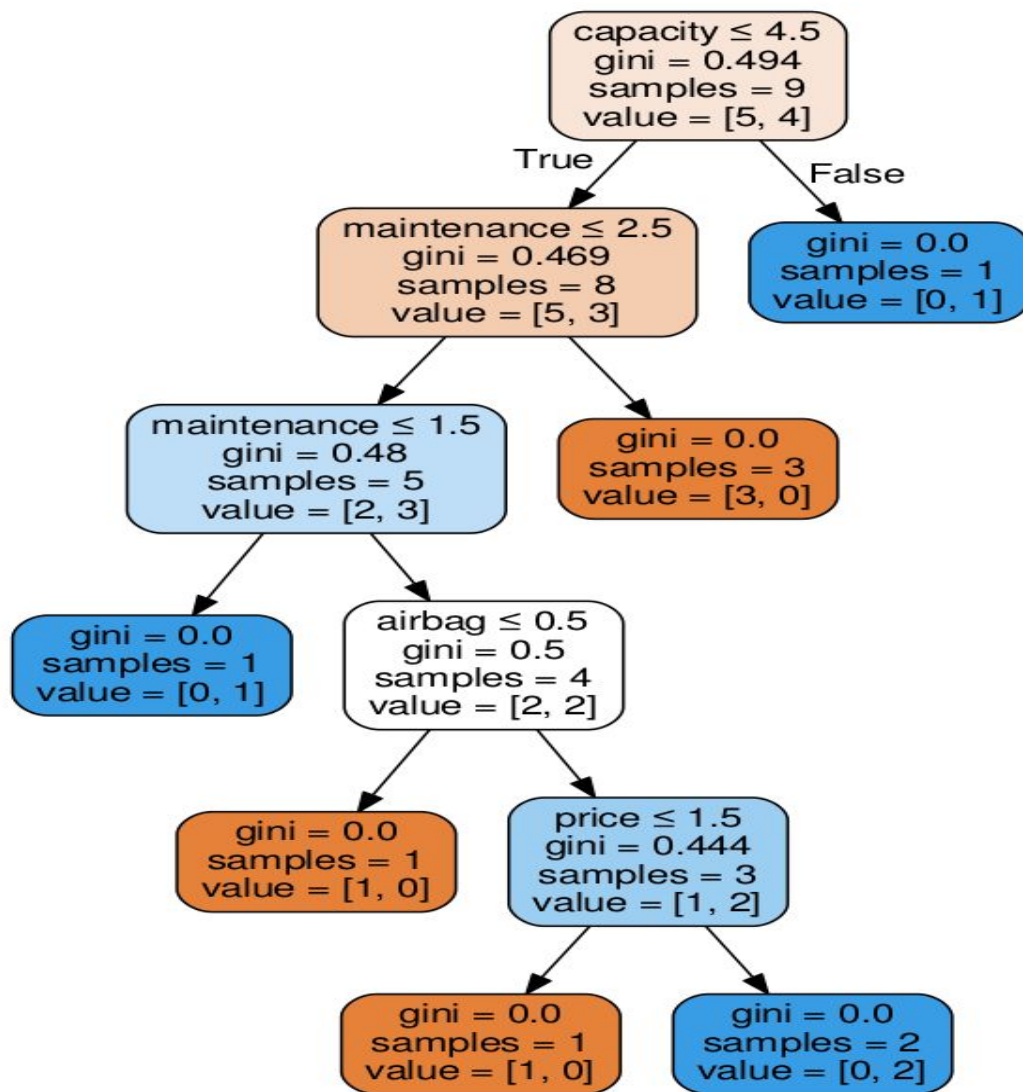 capacity ≤ 4.5
gini = 0.494
samples = 9
value = [5, 4]
True
False
maintenance ≤ 2.5
gini = 0.469
samples = 8
value = [5, 3]
gini = 0.0
samples = 1
value = [0, 1]
maintenance ≤ 1.5
gini = 0.48
samples = 5
value = [2, 3]
gini = 0.0
samples = 3
value = [3, 0]
gini = 0.0
samples = 1
value = [0, 1]
airbag ≤ 0.5
gini = 0.5
samples = 4
value = [2, 2]
gini = 0.0
samples = 1
value = [1, 0]
price ≤ 1.5
gini = 0.444
samples = 3
value = [1, 2]
gini = 0.0
samples = 1
value = [1, 0]
gini = 0.0
samples = 2
value = [0, 2]